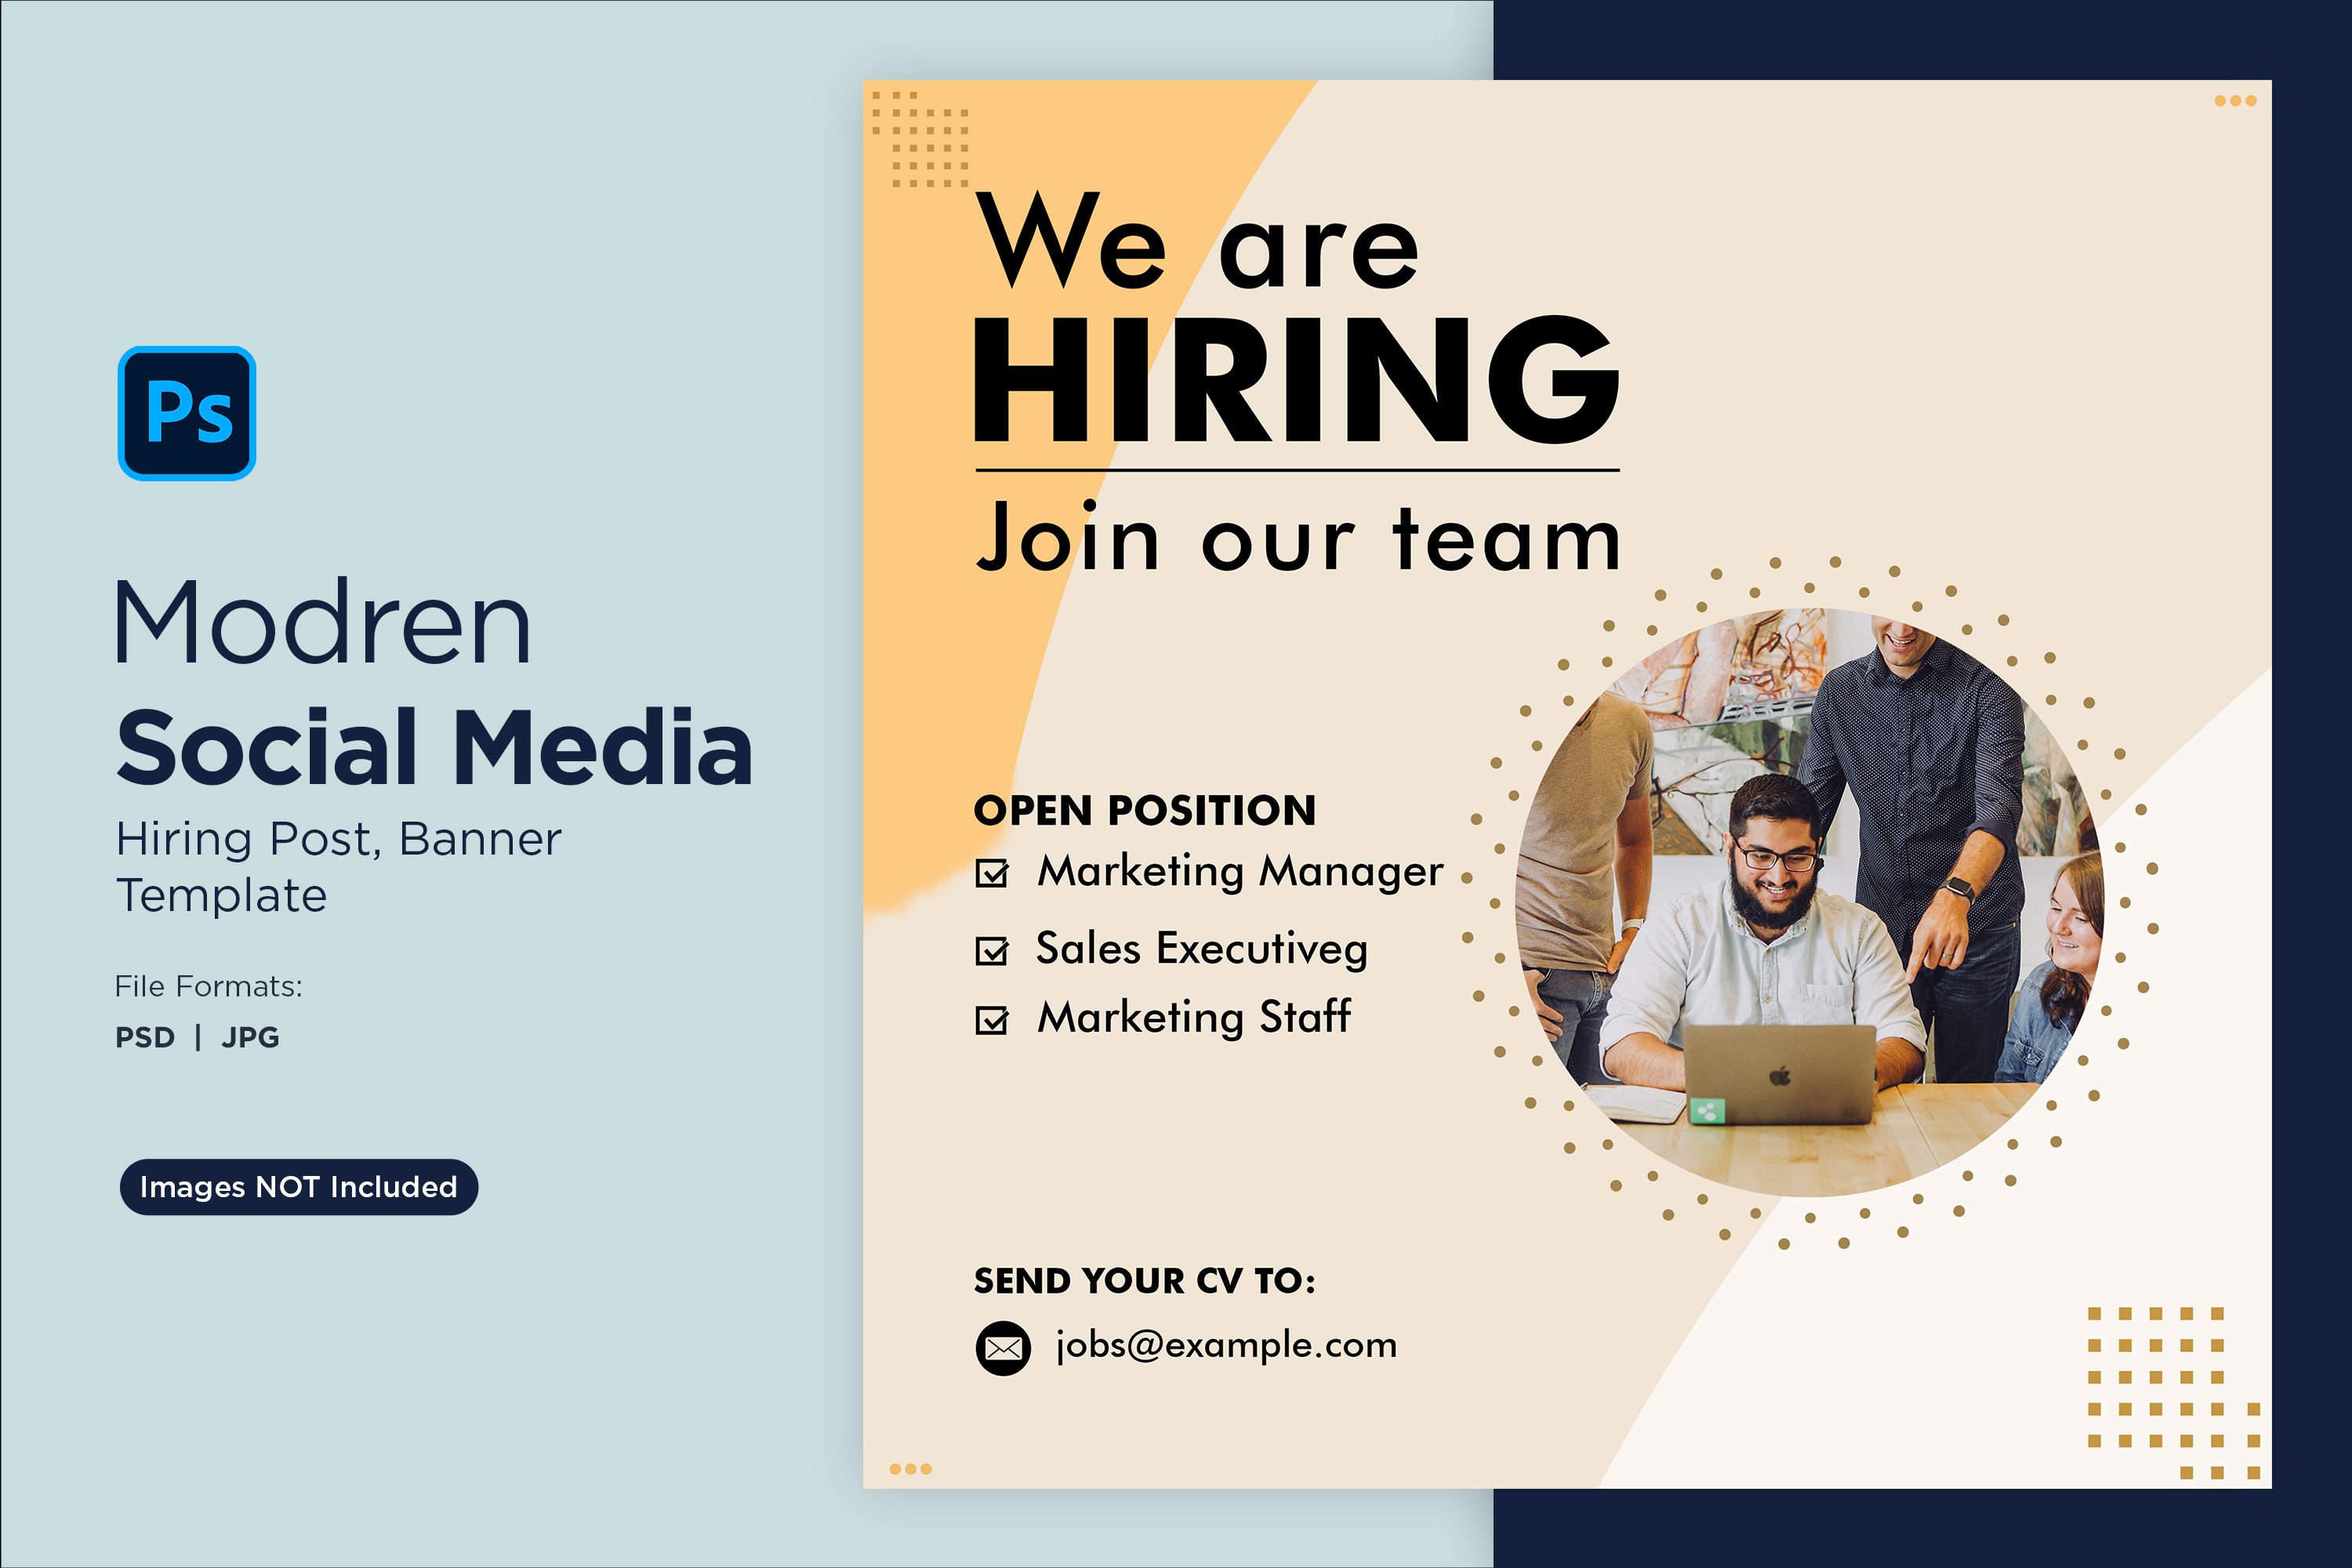 Ps
Modren
Social Media
Hiring Post, Banner
Template
File Formats:
PSD | JPG
Images NOT Included
We are
HIRING
Join our team
OPEN POSITION
Marketing Manager
Sales Executiveg
Marketing Staff
SEND YOUR CV TO:
jobs@example.com